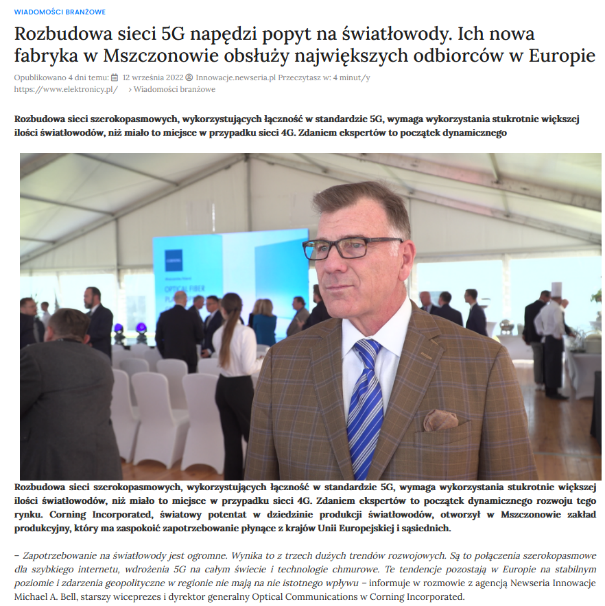 WIADOMOŚCI BRANŻOWE
Rozbudowa sieci 5G napędzi popyt na światłowody. Ich nowa
fabryka w Mszczonowie obsłuży największych odbiorców w Europie
Opublikowano 4 dni temu: 12 września 2022 Innowacje.newseria.pl Przeczytasz w: 4 minut/y
https://www.elektronicy.pl/ › Wiadomości branżowe
Rozbudowa sieci szerokopasmowych, wykorzystujących łączność w standardzie 5G, wymaga wykorzystania stukrotnie większej
ilości światłowodów, niż miało to miejsce w przypadku sieci 4G. Zdaniem ekspertów to początek dynamicznego
OPTICAL FIBER
Rozbudowa sieci szerokopasmowych, wykorzystujących łączność w standardzie 5G, wymaga wykorzystania stukrotnie większej
ilości światłowodów, niż miało to miejsce w przypadku sieci 4G. Zdaniem ekspertów to początek dynamicznego rozwoju tego
rynku. Corning Incorporated, światowy potentat w dziedzinie produkcji światłowodów, otworzył w Mszczonowie zakład
produkcyjny, który ma zaspokoić zapotrzebowanie płynące z krajów Unii Europejskiej i sąsiednich.
– Zapotrzebowanie na światłowody jest ogromne. Wynika to z trzech dużych trendów rozwojowych. Są to połączenia szerokopasmowe
dla szybkiego internetu, wdrożenia 5G na całym świecie i technologie chmurowe. Te tendencje pozostają w Europie na stabilnym
poziomie i zdarzenia geopolityczne w regionie nie mają na nie istotnego wpływu – informuje w rozmowie z agencją Newseria Innowacje
Michael A. Bell, starszy wiceprezes i dyrektor generalny Optical Communications w Corning Incorporated.